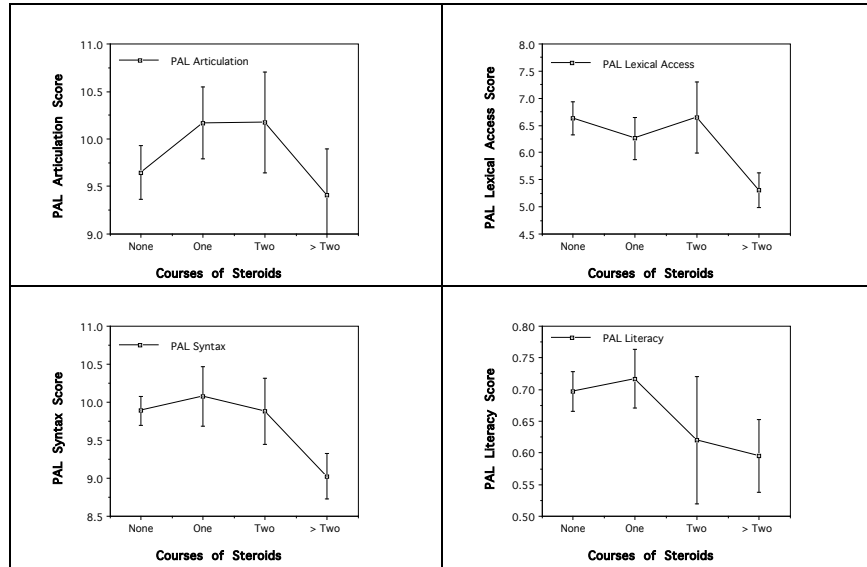 PAL Articulation Score
11.0
10.5
10.0
9.5
9.0
PAL Articulation
None One Two > Two
Courses of Steroids
PAL Lexical Access Score
8.0
7.5
7.0
6.5
6.0
5.5
5.0
4.5
PAL Lexical Access
None One Two > Two
Courses of Steroids
PAL Syntax Score
11.0
10.5
10.0
9.5
9.0
8.5
PAL Syntax
None One Two > Two
Courses of Steroids
PAL Literacy Score
0.80
0.75
0.70
0.65
0.60
0.55
0.50
PAL Literacy
None One Two > Two
Courses of Steroids